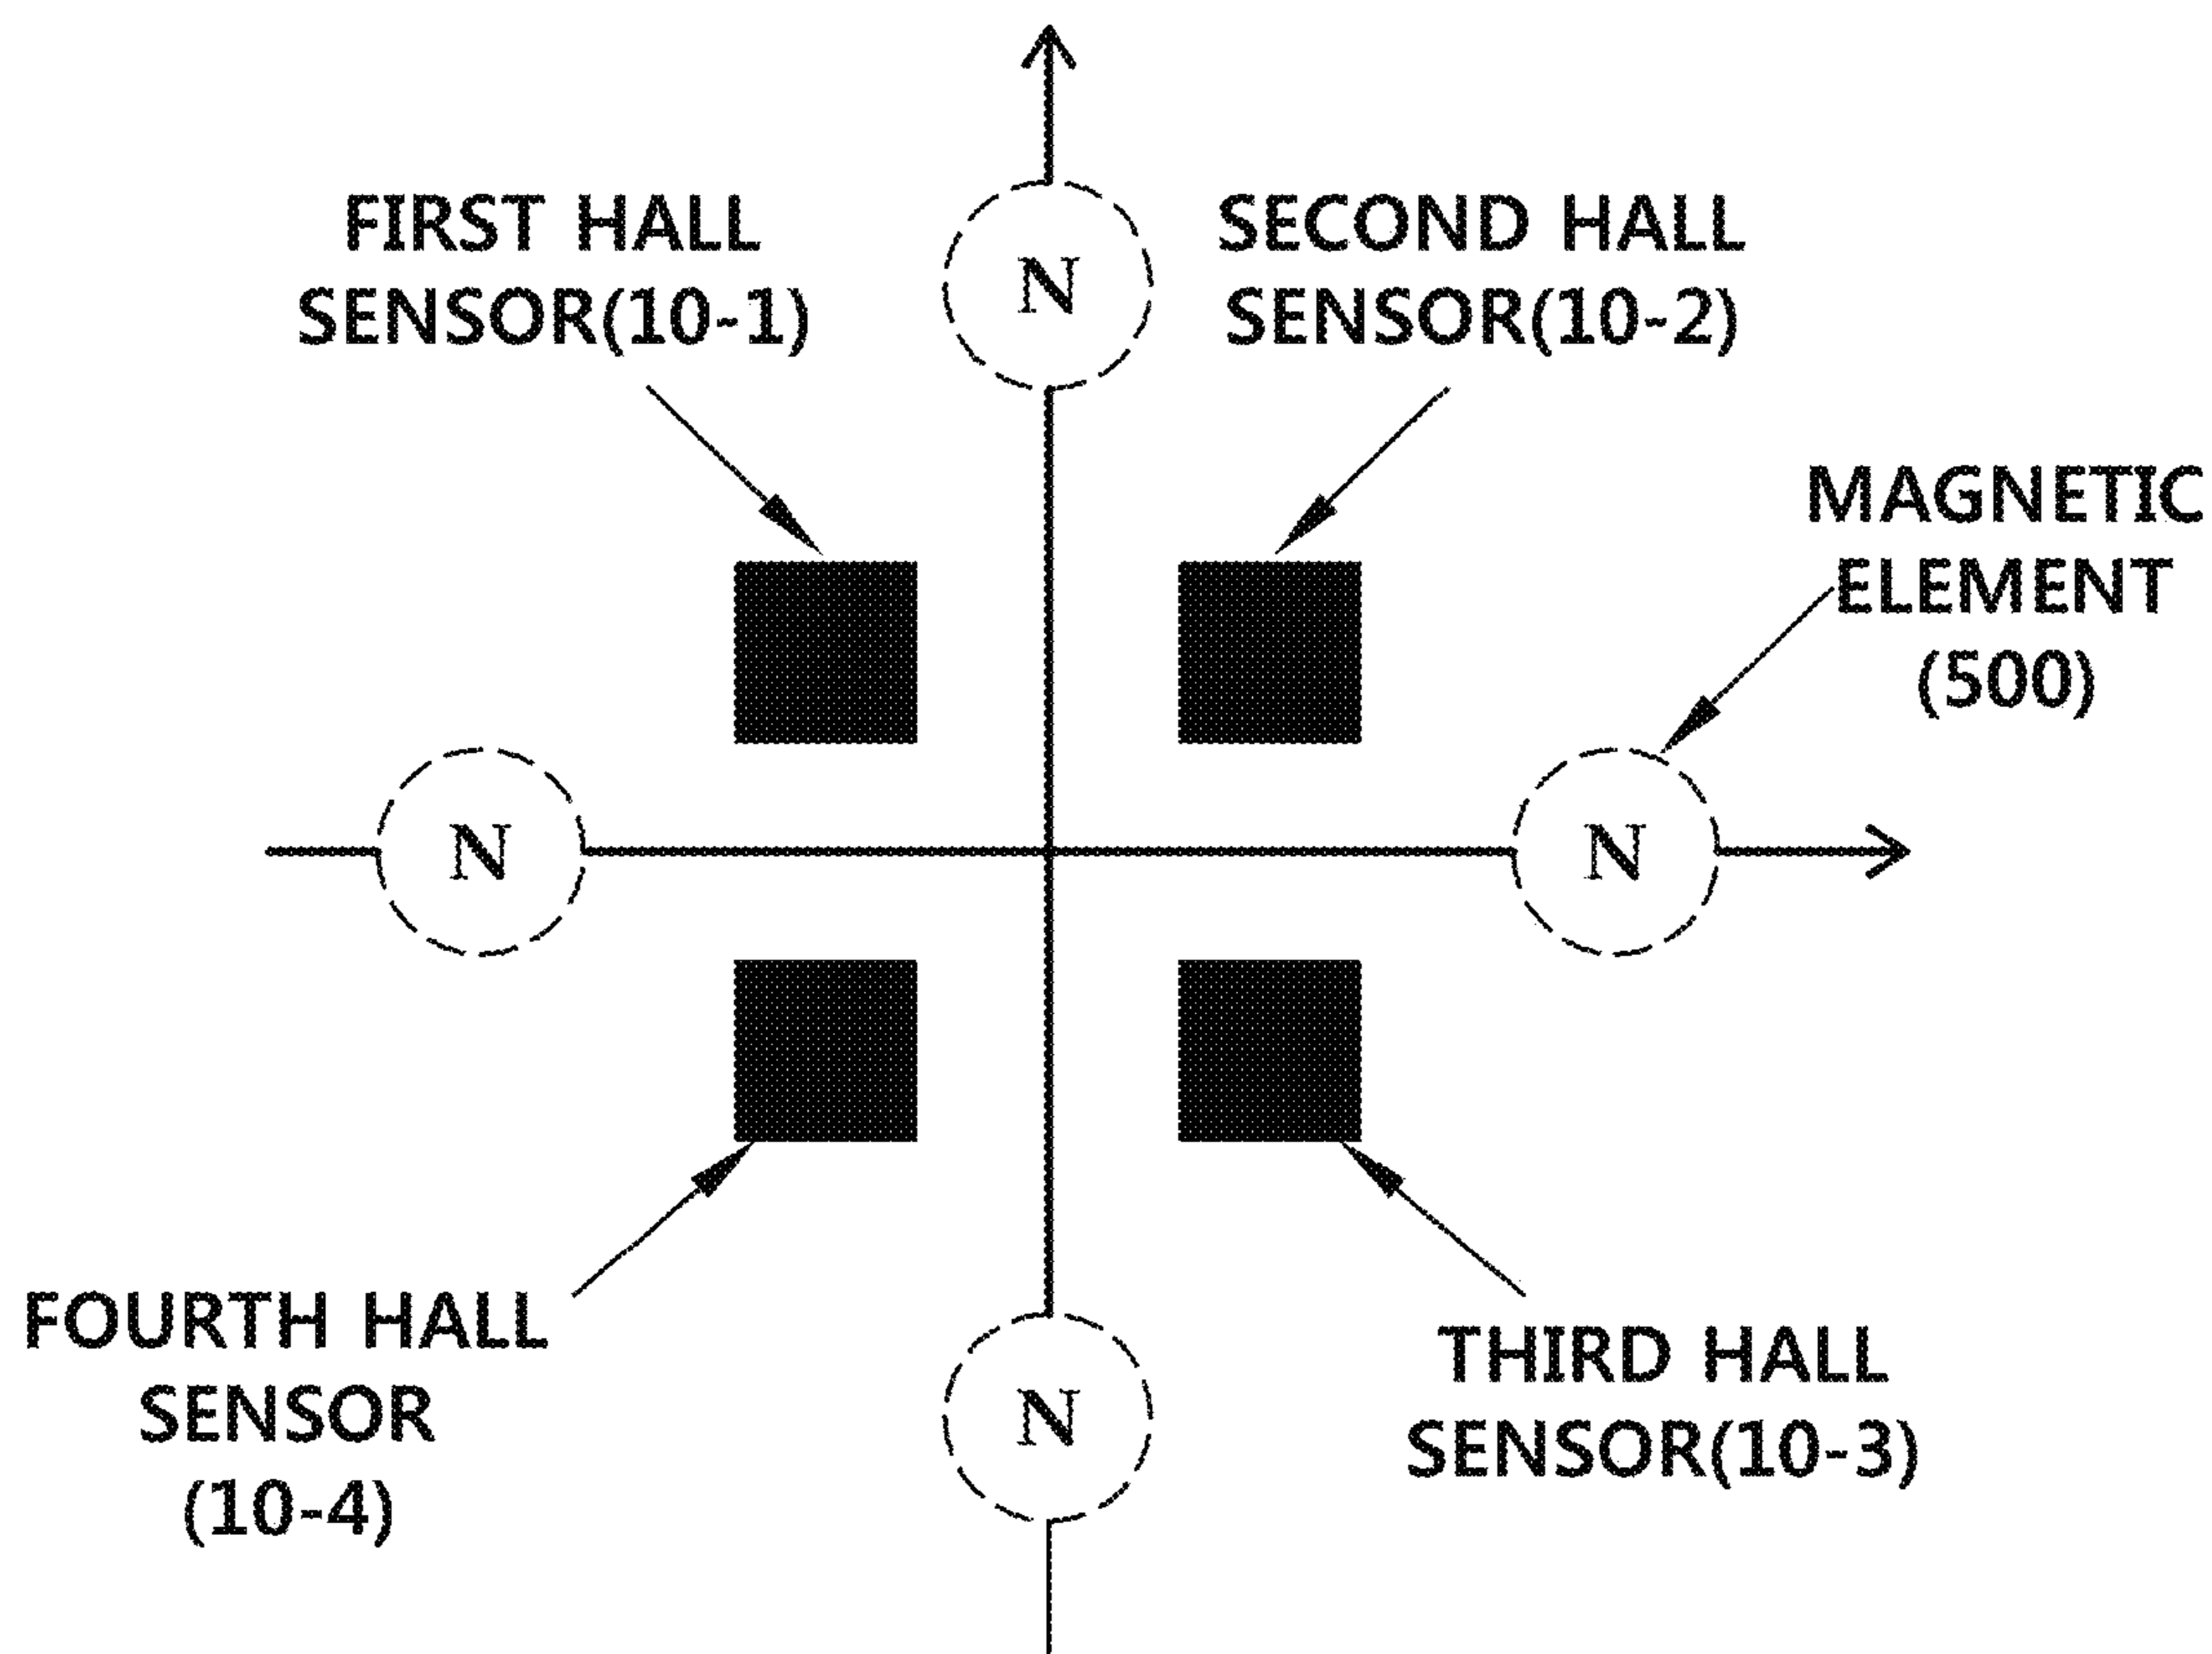 FIRST HALL
SENSOR(10-1)
N
SECOND HALL
SENSOR(10-2)
MAGNETIC
ELEMENT
(500)
N
N
FOURTH HALL
SENSOR
(10-4)
N
THIRD HALL
SENSOR(10-3)